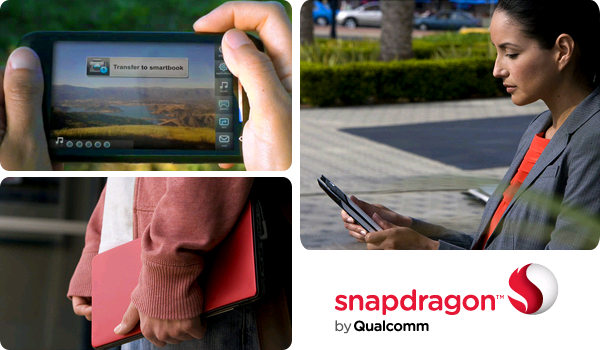 Transfer to smartbook
snapdragon™
by Qualcomm